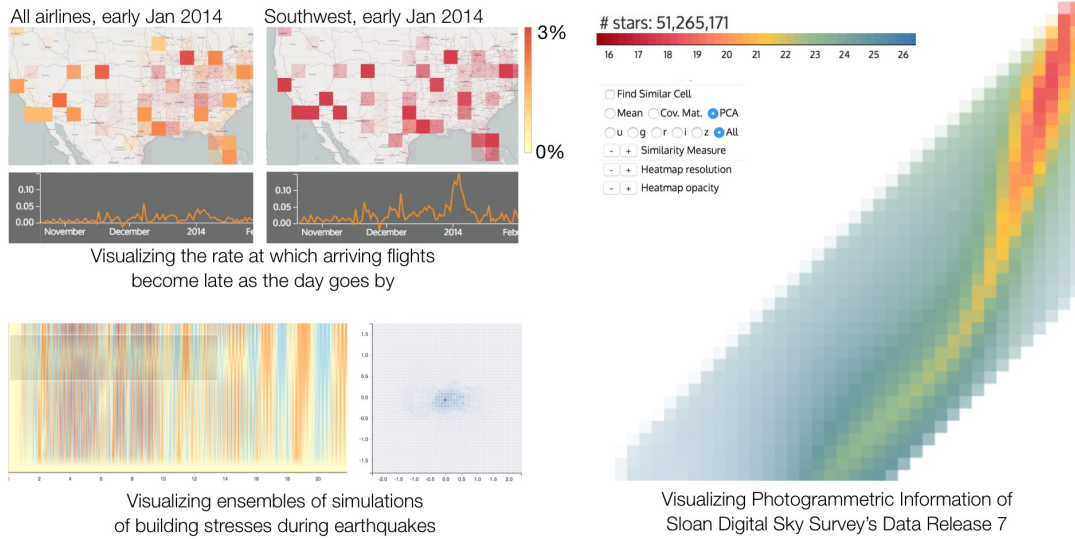 All airlines, early Jan 2014
Southwest, early Jan 2014
3%
0%
0.10
0.05
0.00
November December 2014 Fe
0.10
0.05
0.00
November December 2014 Feb
Visualizing the rate at which arriving flights
become late as the day goes by
1.5
1.0
0.5
0.0
-0.5
-1.0
-1.5
2 4 6 8 10 12 14 16 18 20
-2.0 -1.5 -1.0 -0.5 0.0 0.5 1.0 1.5 2.0
Visualizing ensembles of simulations
of building stresses during earthquakes
# stars: 51,265,171
16 17 18 19 20 21 22 23 24 25 26
Find Similar Cell
Mean Cov. Mat. PCA
u g r i z All
- + Similarity Measure
- + Heatmap resolution
- + Heatmap opacity
Visualizing Photogrammetric Information of
Sloan Digital Sky Survey's Data Release 7